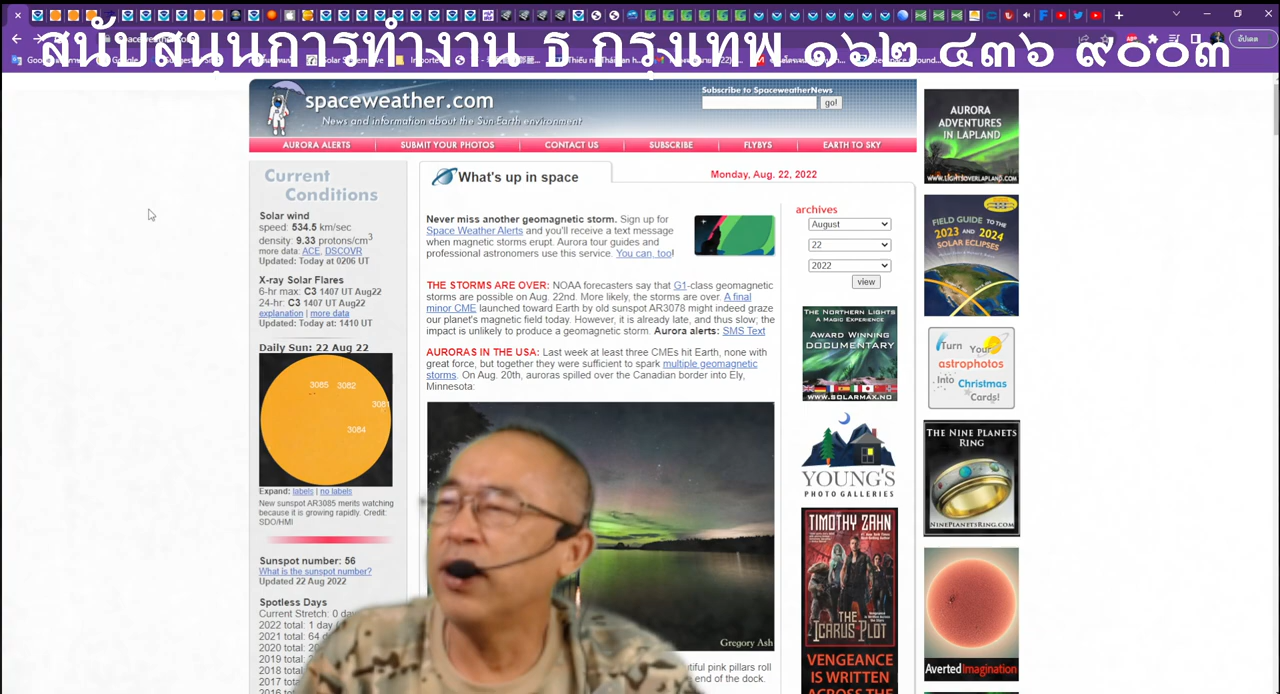 สนับสนุนการทำงาน ธ.กรุงเทพ ๑๖๒ ๔๓๖ ๙๐๐๓
spaceweather.com
News and information about the Sun-Earth environment
Subscribe to SpaceweatherNews
go!
AURORA ALERTS
SUBMIT YOUR PHOTOS
CONTACT US
SUBSCRIBE
FLYBYS
EARTH TO SKY
Current
Conditions
Solar wind
speed: 534.5 km/sec
density: 9.33 protons/cm3
more data: ACE, DSCOVR
Updated: Today at 0206 UT
X-ray Solar Flares
6-hr max: C3 1407 UT Aug22
24-hr: C3 1407 UT Aug22
explanation | more data
Updated: Today at: 1410 UT
Daily Sun: 22 Aug 22
3085
3082
3081
3084
Expand: labels | no labels
New sunspot AR3085 merits watching
because it is growing rapidly. Credit:
SDO/HMI
Sunspot number: 56
What is the sunspot number?
Updated 22 Aug 2022
Spotless Days
Current Stretch: 0
2022 total: 1
2021 total: 64
2020 total:
2019 total:
2018 total:
2017
What's up in space
Monday, Aug. 22, 2022
Never miss another geomagnetic storm. Sign up for
Space Weather Alerts and you'll receive a text message
when magnetic storms erupt. Aurora tour guides and
professional astronomers use this service. You can, too!
THE STORMS ARE OVER: NOAA forecasters say that G1-class geomagnetic
storms are possible on Aug. 22nd. More likely, the storms are over. A final
minor CME launched toward Earth by old sunspot AR3078 might indeed graze
our planet's magnetic field today. However, it is already late, and thus slow; the
impact is unlikely to produce a geomagnetic storm. Aurora alerts: SMS Text
AURORAS IN THE USA: Last week at least three CMEs hit Earth, none with
great force, but together they were sufficient to spark multiple geomagnetic
storms. On Aug. 20th, auroras spilled over the Canadian border into Ely,
Minnesota:
Gregory Ash
pink pillars roll
end of the dock.
archives
August
22
2022
view
THE NORTHERN LIGHTS
A MAGIC EXPERIENCE
AWARD WINNING
DOCUMENTARY
WWW.SOLARMAX.NO
YOUNG'S
PHOTO GALLERIES
TIMOTHY ZAHN
THE
ICARUS PLOT
VENGEANCE
IS WRITTEN
ACROSS THE
AURORA
ADVENTURES
IN LAPLAND
WWW.LIGHTSOVERLAPLAND.COM
FIELD GUIDE TO THE
2023 AND 2024
SOLAR ECLIPSES
Turn Your
astrophotos
Into Christmas
Cards!
THE NINE PLANETS
RING
NINEPLANETSRING.COM
Averted Imagination